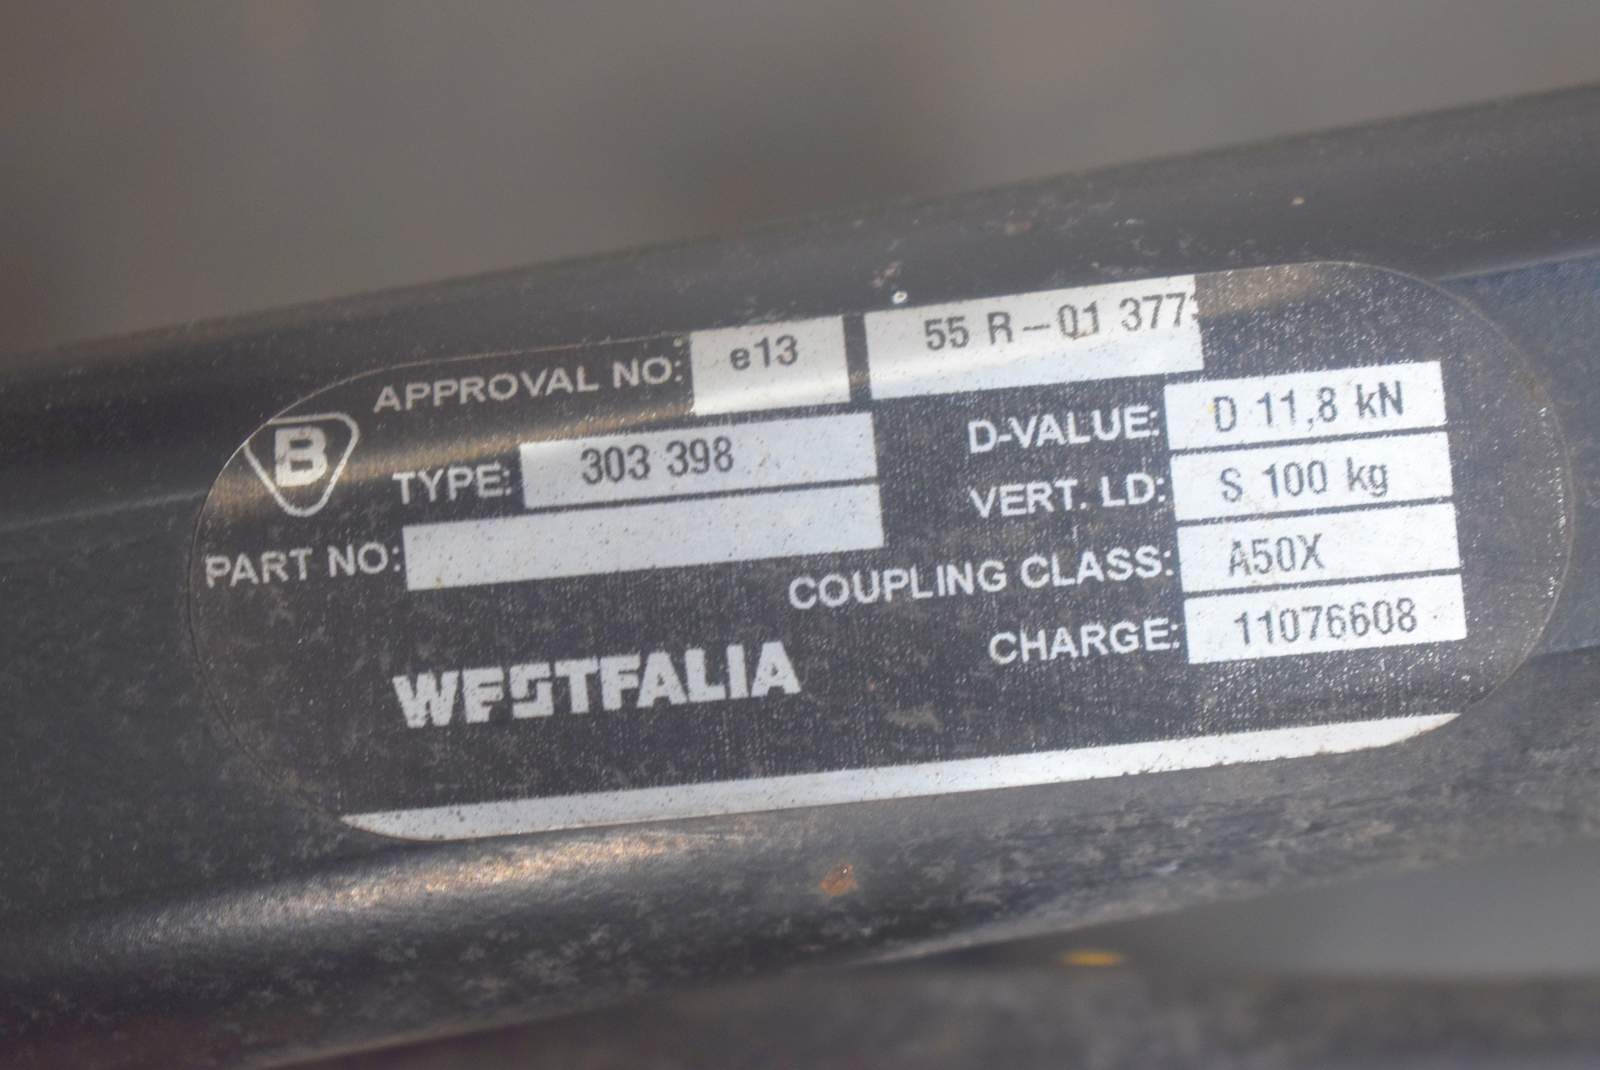 APPROVAL NO: e13 55 R-01 377
B
TYPE: 303 398
PART NO:
D-VALUE: D 11,8 kN
VERT. LD: S 100 kg
COUPLING CLASS: A50X
CHARGE: 11076608
WESTFALIA